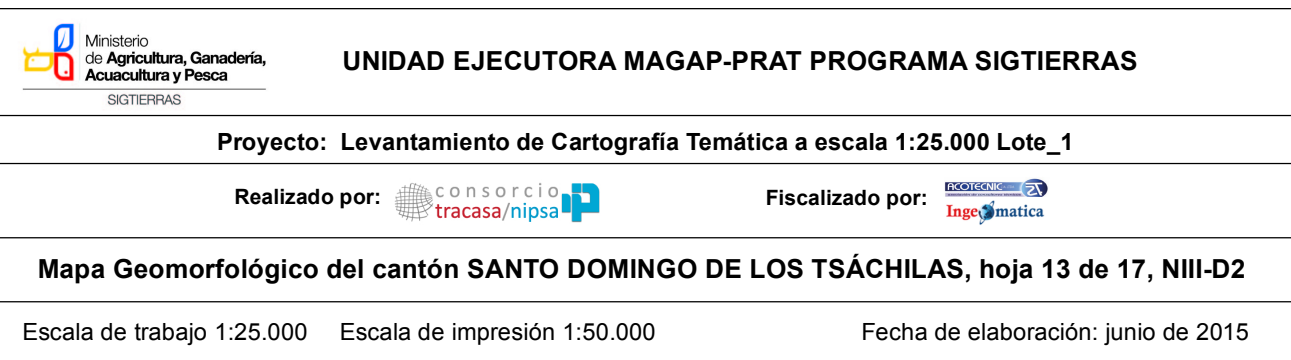 Ministerio
de Agricultura, Ganadería,
Acuacultura y Pesca
SIGTIERRAS
UNIDAD EJECUTORA MAGAP-PRAT PROGRAMA SIGTIERRAS
Proyecto: Levantamiento de Cartografía Temática a escala 1:25.000 Lote_1
Realizado por: consorcio tracasa/nipsa
Fiscalizado por: ACOTECNIC Ingeomatica
Mapa Geomorfológico del cantón SANTO DOMINGO DE LOS TSÁCHILAS, hoja 13 de 17, NIII-D2
Escala de trabajo 1:25.000 Escala de impresión 1:50.000 Fecha de elaboración: junio de 2015